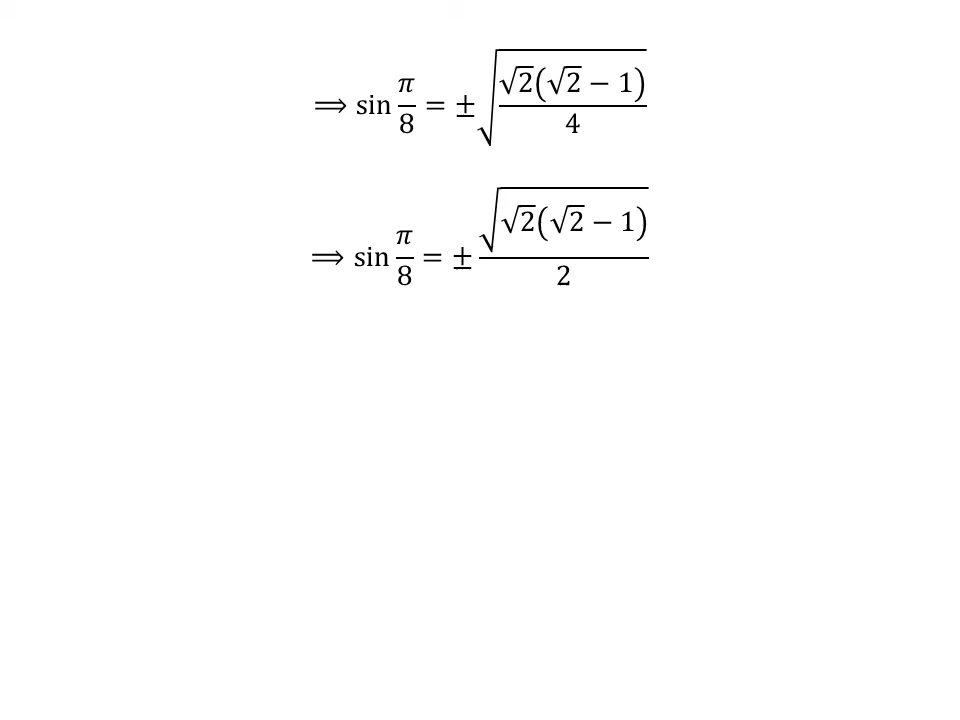 ⟹ sin π/8 = ±√(√2(√2 − 1)/4)
⟹ sin π/8 = ± √(√2(√2 − 1))/2